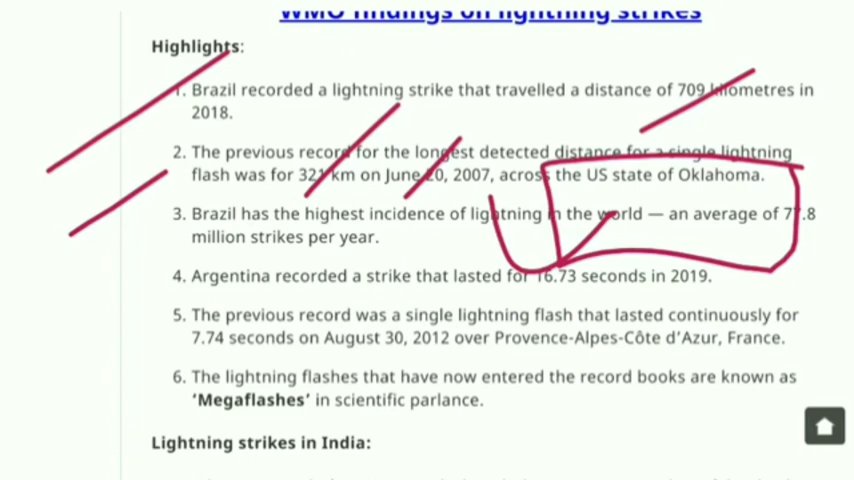 WMO findings on lightning strikes
Highlights:
1. Brazil recorded a lightning strike that travelled a distance of 709 kilometres in
2018.
2. The previous record for the longest detected distance for a single lightning
flash was for 321 km on June 20, 2007, across the US state of Oklahoma.
3. Brazil has the highest incidence of lightning in the world — an average of 77.8
million strikes per year.
4. Argentina recorded a strike that lasted for 16.73 seconds in 2019.
5. The previous record was a single lightning flash that lasted continuously for
7.74 seconds on August 30, 2012 over Provence-Alpes-Côte d’Azur, France.
6. The lightning flashes that have now entered the record books are known as
‘Megaflashes’ in scientific parlance.
Lightning strikes in India: